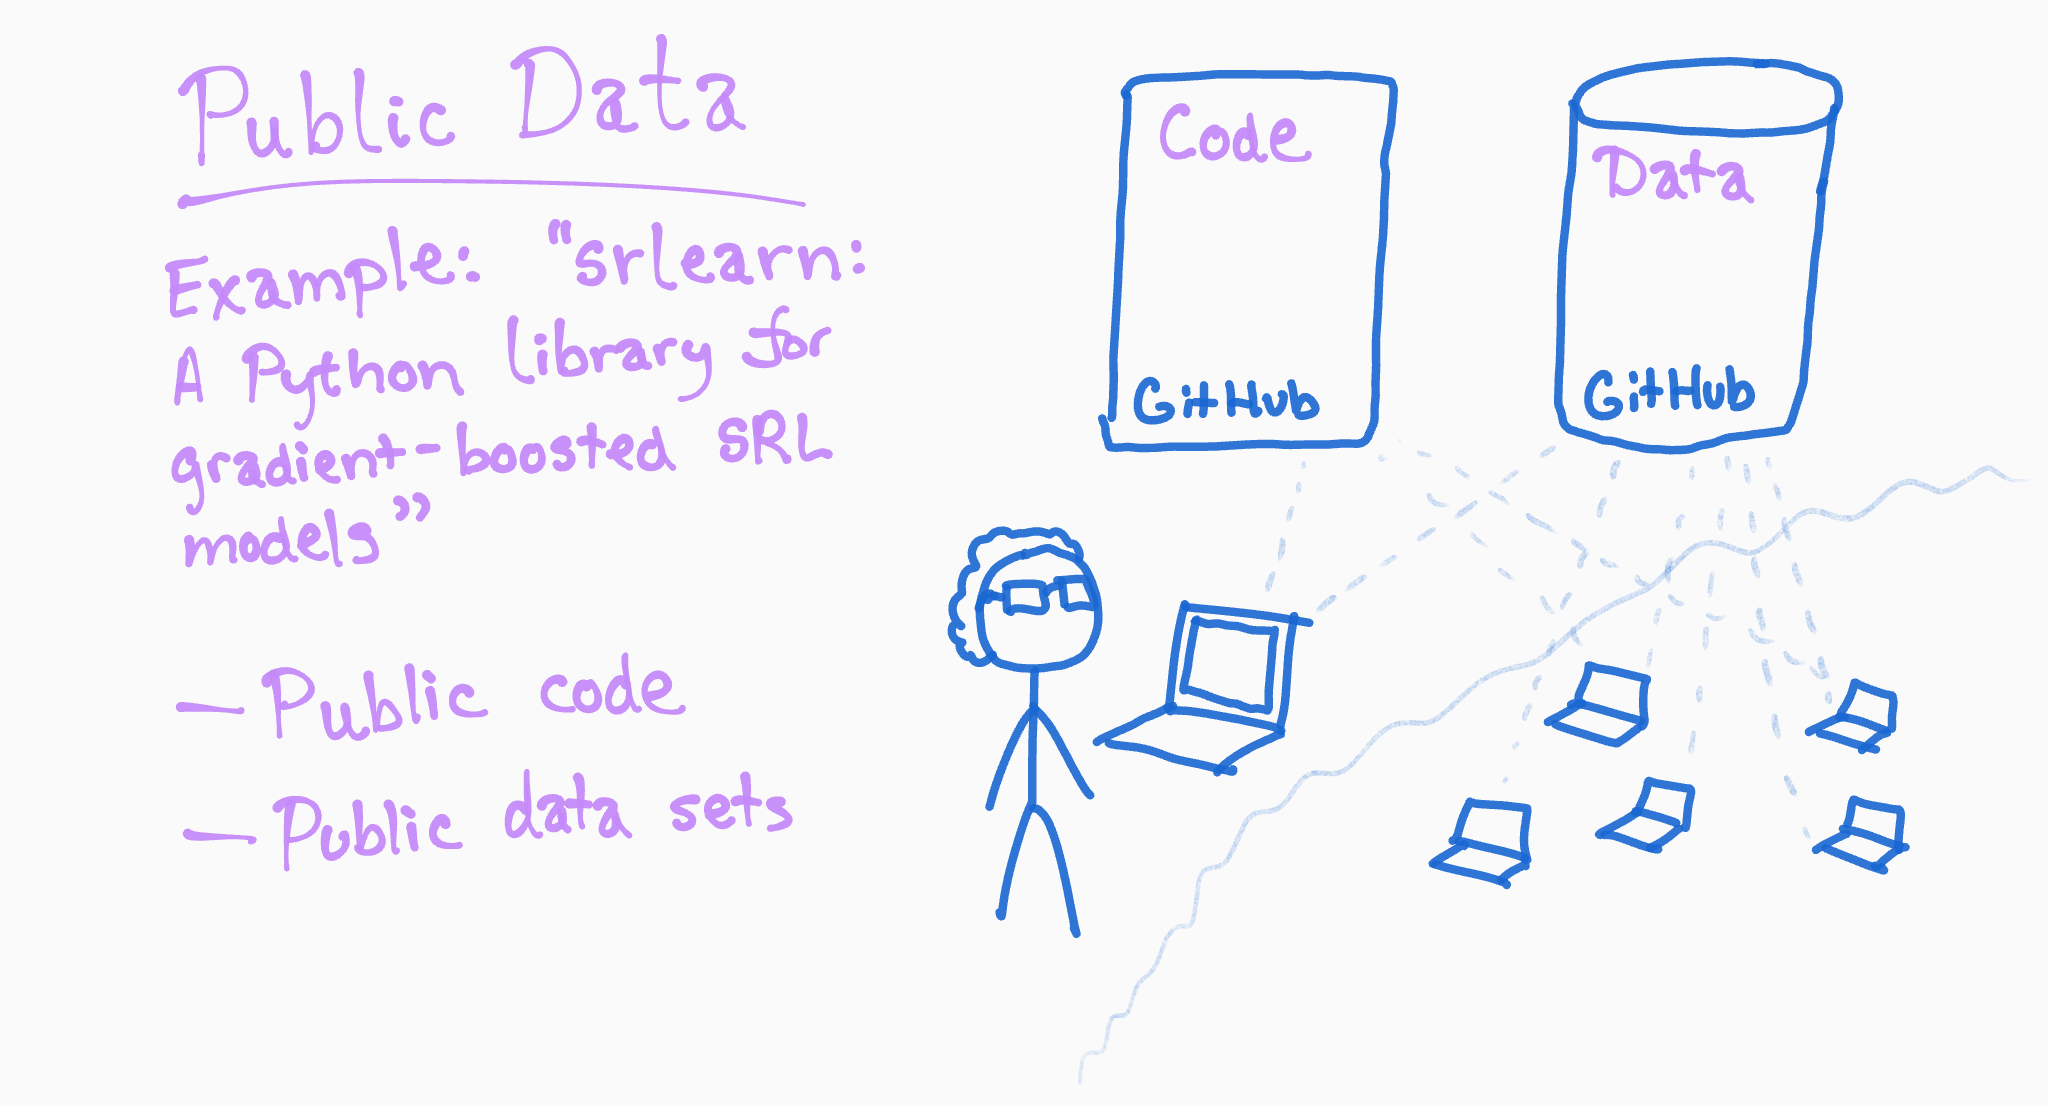 Public Data
Example: "srlearn:
A Python library for
gradient-boosted SRL
models"
— Public code
— Public data sets
Code
GitHub
Data
GitHub